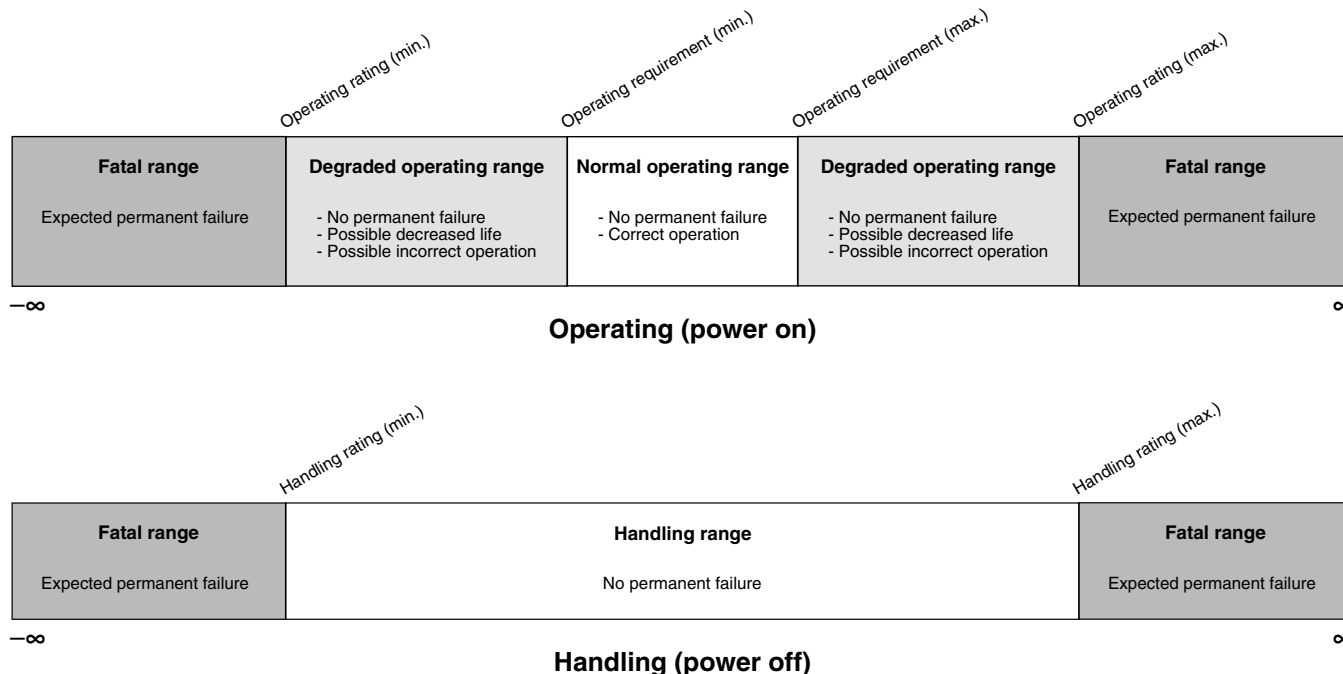 Operating rating (min.)
Operating requirement (min.)
Operating requirement (max.)
Operating rating (max.)
Fatal range
Expected permanent failure
Degraded operating range
- No permanent failure
- Possible decreased life
- Possible incorrect operation
Normal operating range
- No permanent failure
- Correct operation
Degraded operating range
- No permanent failure
- Possible decreased life
- Possible incorrect operation
Fatal range
Expected permanent failure
–∞
∞
Operating (power on)
Handling rating (min.)
Handling rating (max.)
Fatal range
Expected permanent failure
Handling range
No permanent failure
Fatal range
Expected permanent failure
–∞
∞
Handling (power off)